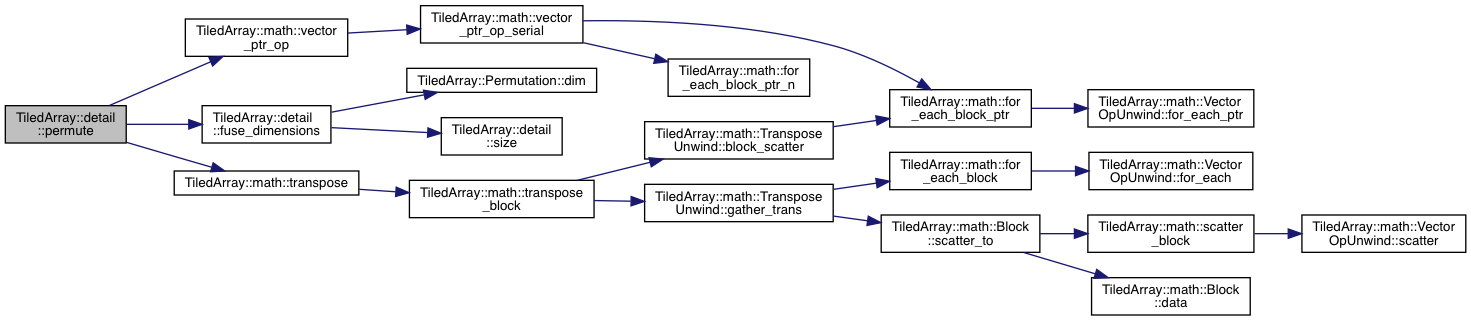 TiledArray::detail
::permute
TiledArray::math::vector
_ptr_op
TiledArray::math::vector
_ptr_op_serial
TiledArray::math::for
_each_block_ptr_n
TiledArray::Permutation::dim
TiledArray::detail
::fuse_dimensions
TiledArray::detail
::size
TiledArray::math::for
_each_block_ptr
TiledArray::math::Vector
OpUnwind::for_each_ptr
TiledArray::math::transpose
TiledArray::math::transpose
_block
TiledArray::math::Transpose
Unwind::block_scatter
TiledArray::math::Transpose
Unwind::gather_trans
TiledArray::math::for
_each_block
TiledArray::math::Vector
OpUnwind::for_each
TiledArray::math::Block
::scatter_to
TiledArray::math::scatter
_block
TiledArray::math::Vector
OpUnwind::scatter
TiledArray::math::Block
::data